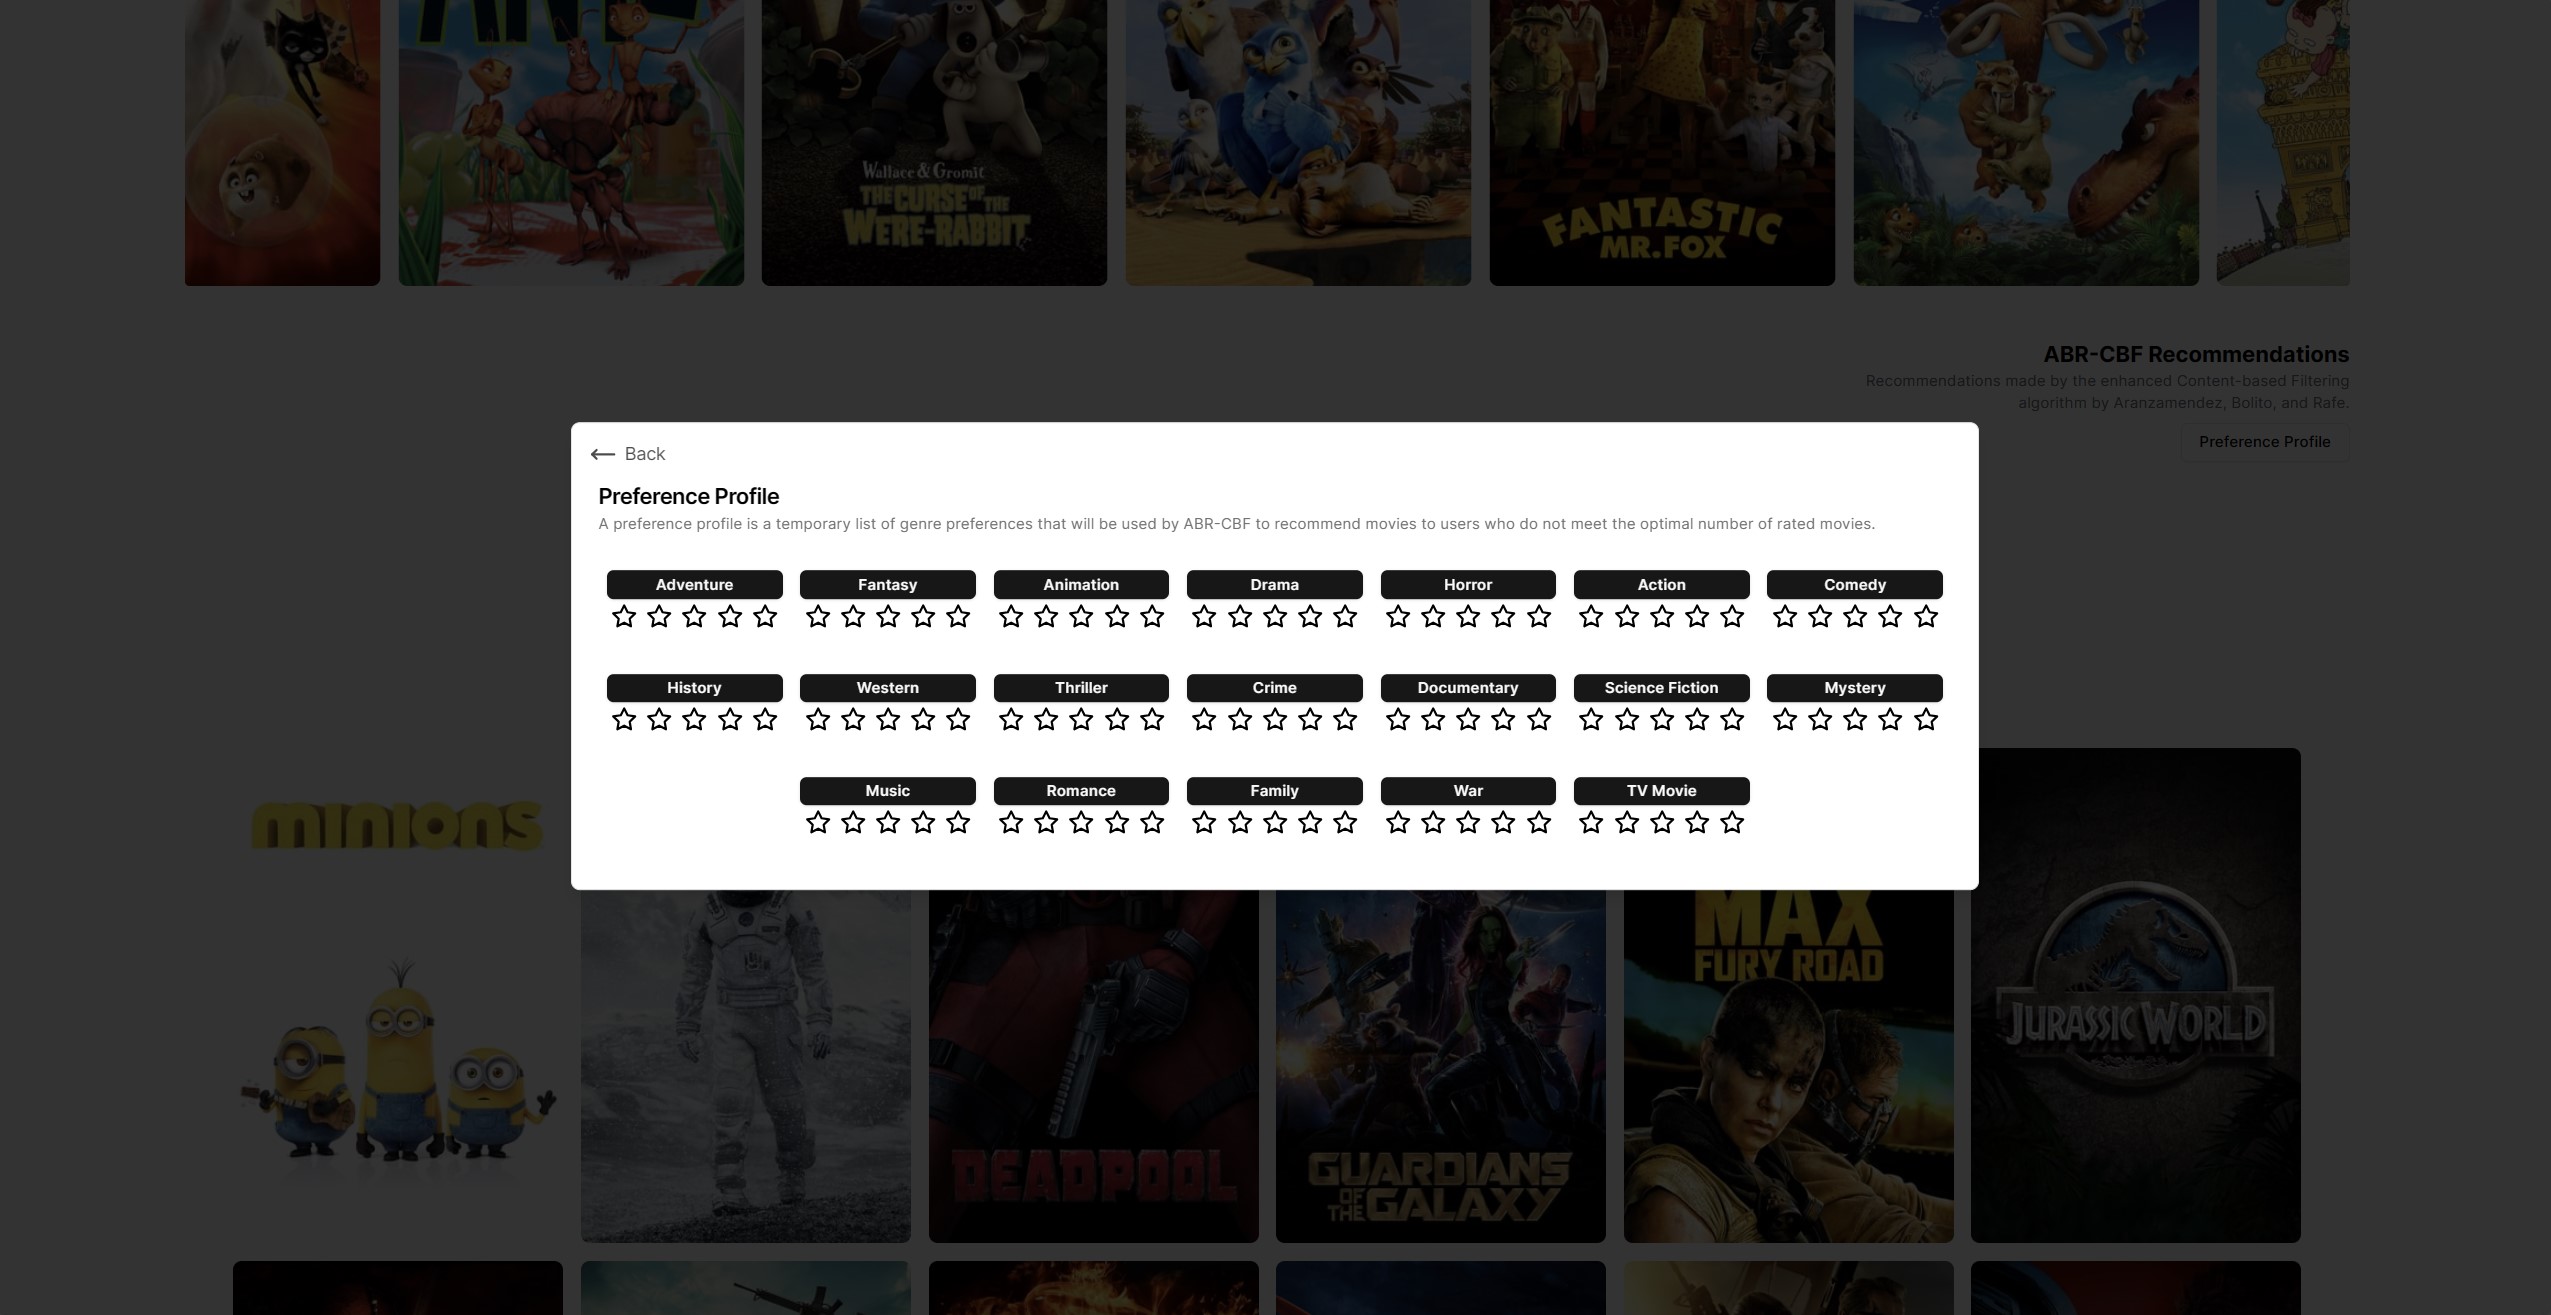 Wallace & Gromit
THE CURSE OF THE
WERE-RABBIT
FANTASTIC
MR. FOX
ABR-CBF Recommendations
Recommendations made by the enhanced Content-based Filtering
algorithm by Aranzamendez, Bolito, and Rafe.
Preference Profile
Back
Preference Profile
A preference profile is a temporary list of genre preferences that will be used by ABR-CBF to recommend movies to users who do not meet the optimal number of rated movies.
Adventure Fantasy Animation Drama Horror Action Comedy
History Western Thriller Crime Documentary Science Fiction Mystery
Music Romance Family War TV Movie
minions
MAX
FURY ROAD
JURASSIC WORLD
DEADPOOL
GUARDIANS
OF THE GALAXY